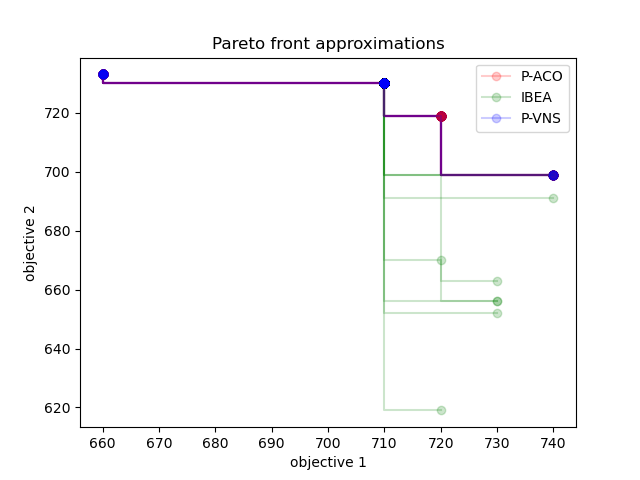 Pareto front approximations
P-ACO
IBEA
P-VNS
objective 2
720
700
680
660
640
620
660 670 680 690 700 710 720 730 740
objective 1